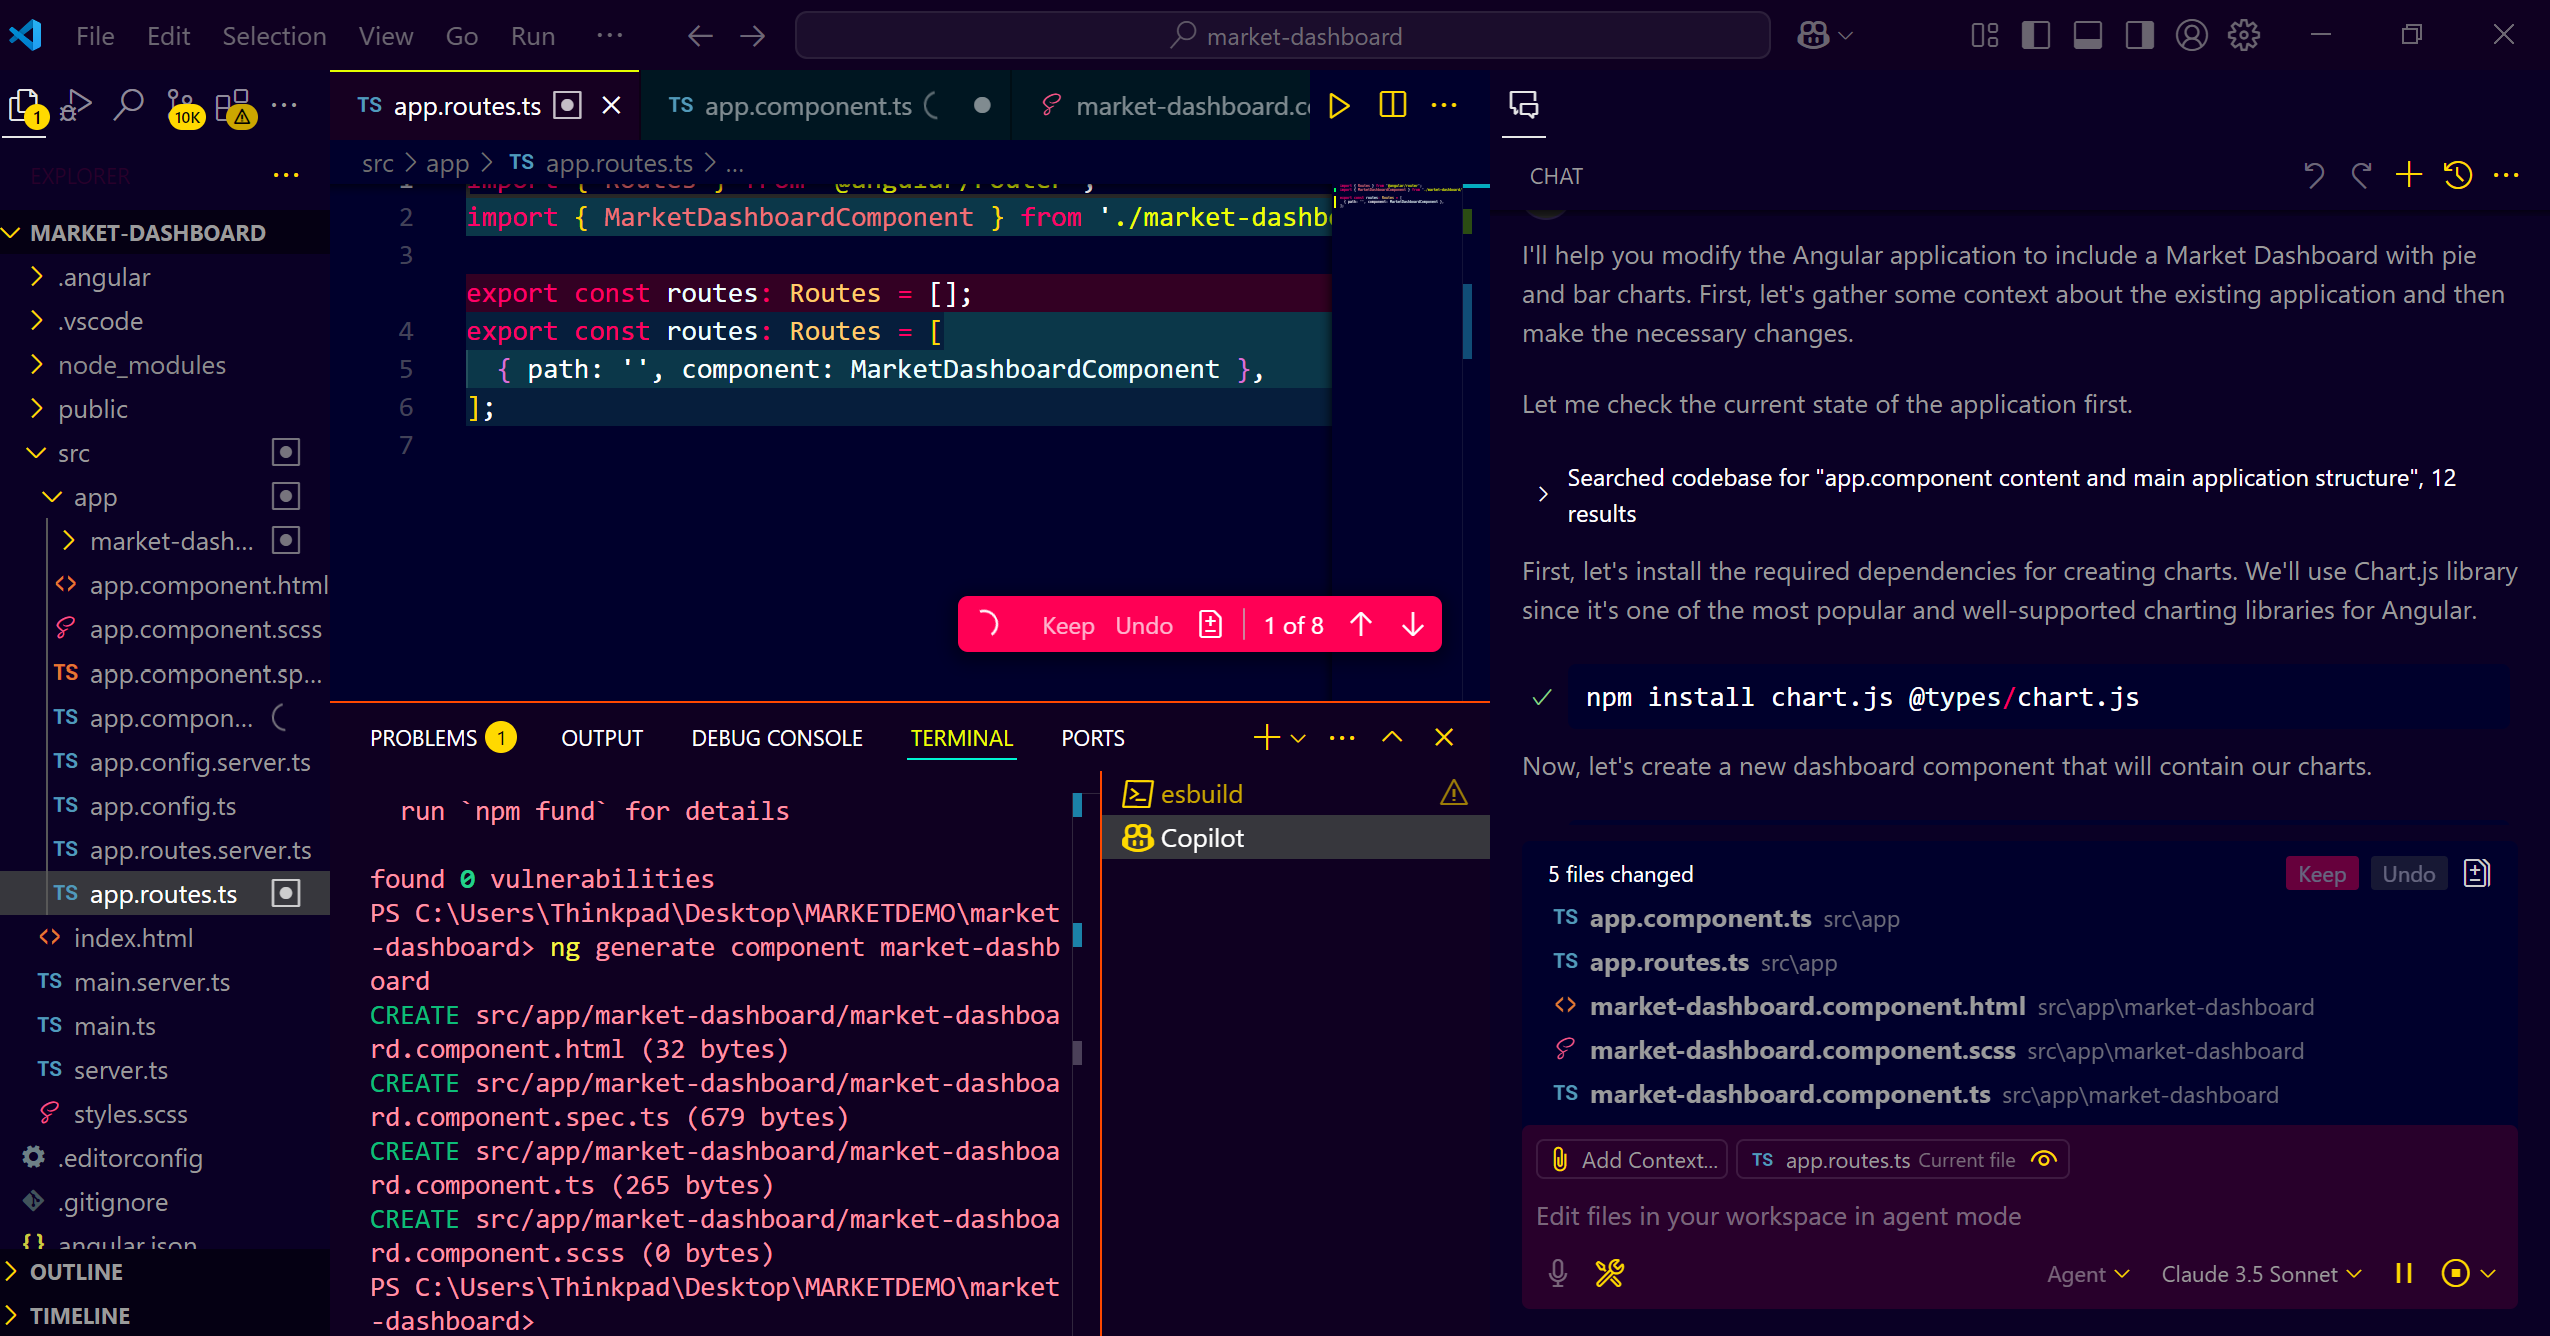 File Edit Selection View Go Run ··· market-dashboard
1 10K
EXPLORER
MARKET-DASHBOARD
.angular
.vscode
node_modules
public
src
app
market-dash...
app.component.html
app.component.scss
TS app.component.sp...
TS app.compon...
TS app.config.server.ts
TS app.config.ts
TS app.routes.server.ts
TS app.routes.ts
index.html
TS main.server.ts
TS main.ts
TS server.ts
styles.scss
.editorconfig
.gitignore
{} angular.json
OUTLINE
TIMELINE
TS app.routes.ts TS app.component.ts market-dashboard.co
src > app > TS app.routes.ts > ...
1 import { Routes } from '@angular/router';
2 import { MarketDashboardComponent } from './market-dashbo
3
export const routes: Routes = [];
4 export const routes: Routes = [
5 { path: '', component: MarketDashboardComponent },
6 ];
7
Keep Undo 1 of 8
PROBLEMS 1 OUTPUT DEBUG CONSOLE TERMINAL PORTS
run `npm fund` for details
found 0 vulnerabilities
PS C:\Users\Thinkpad\Desktop\MARKETDEMO\market
-dashboard> ng generate component market-dashb
oard
CREATE src/app/market-dashboard/market-dashboa
rd.component.html (32 bytes)
CREATE src/app/market-dashboard/market-dashboa
rd.component.spec.ts (679 bytes)
CREATE src/app/market-dashboard/market-dashboa
rd.component.ts (265 bytes)
CREATE src/app/market-dashboard/market-dashboa
rd.component.scss (0 bytes)
PS C:\Users\Thinkpad\Desktop\MARKETDEMO\market
-dashboard>
esbuild
Copilot
CHAT
I'll help you modify the Angular application to include a Market Dashboard with pie
and bar charts. First, let's gather some context about the existing application and then
make the necessary changes.
Let me check the current state of the application first.
Searched codebase for "app.component content and main application structure", 12
results
First, let's install the required dependencies for creating charts. We'll use Chart.js library
since it's one of the most popular and well-supported charting libraries for Angular.
npm install chart.js @types/chart.js
Now, let's create a new dashboard component that will contain our charts.
5 files changed Keep Undo
TS app.component.ts src\app
TS app.routes.ts src\app
market-dashboard.component.html src\app\market-dashboard
market-dashboard.component.scss src\app\market-dashboard
TS market-dashboard.component.ts src\app\market-dashboard
Add Context... TS app.routes.ts Current file
Edit files in your workspace in agent mode
Agent Claude 3.5 Sonnet